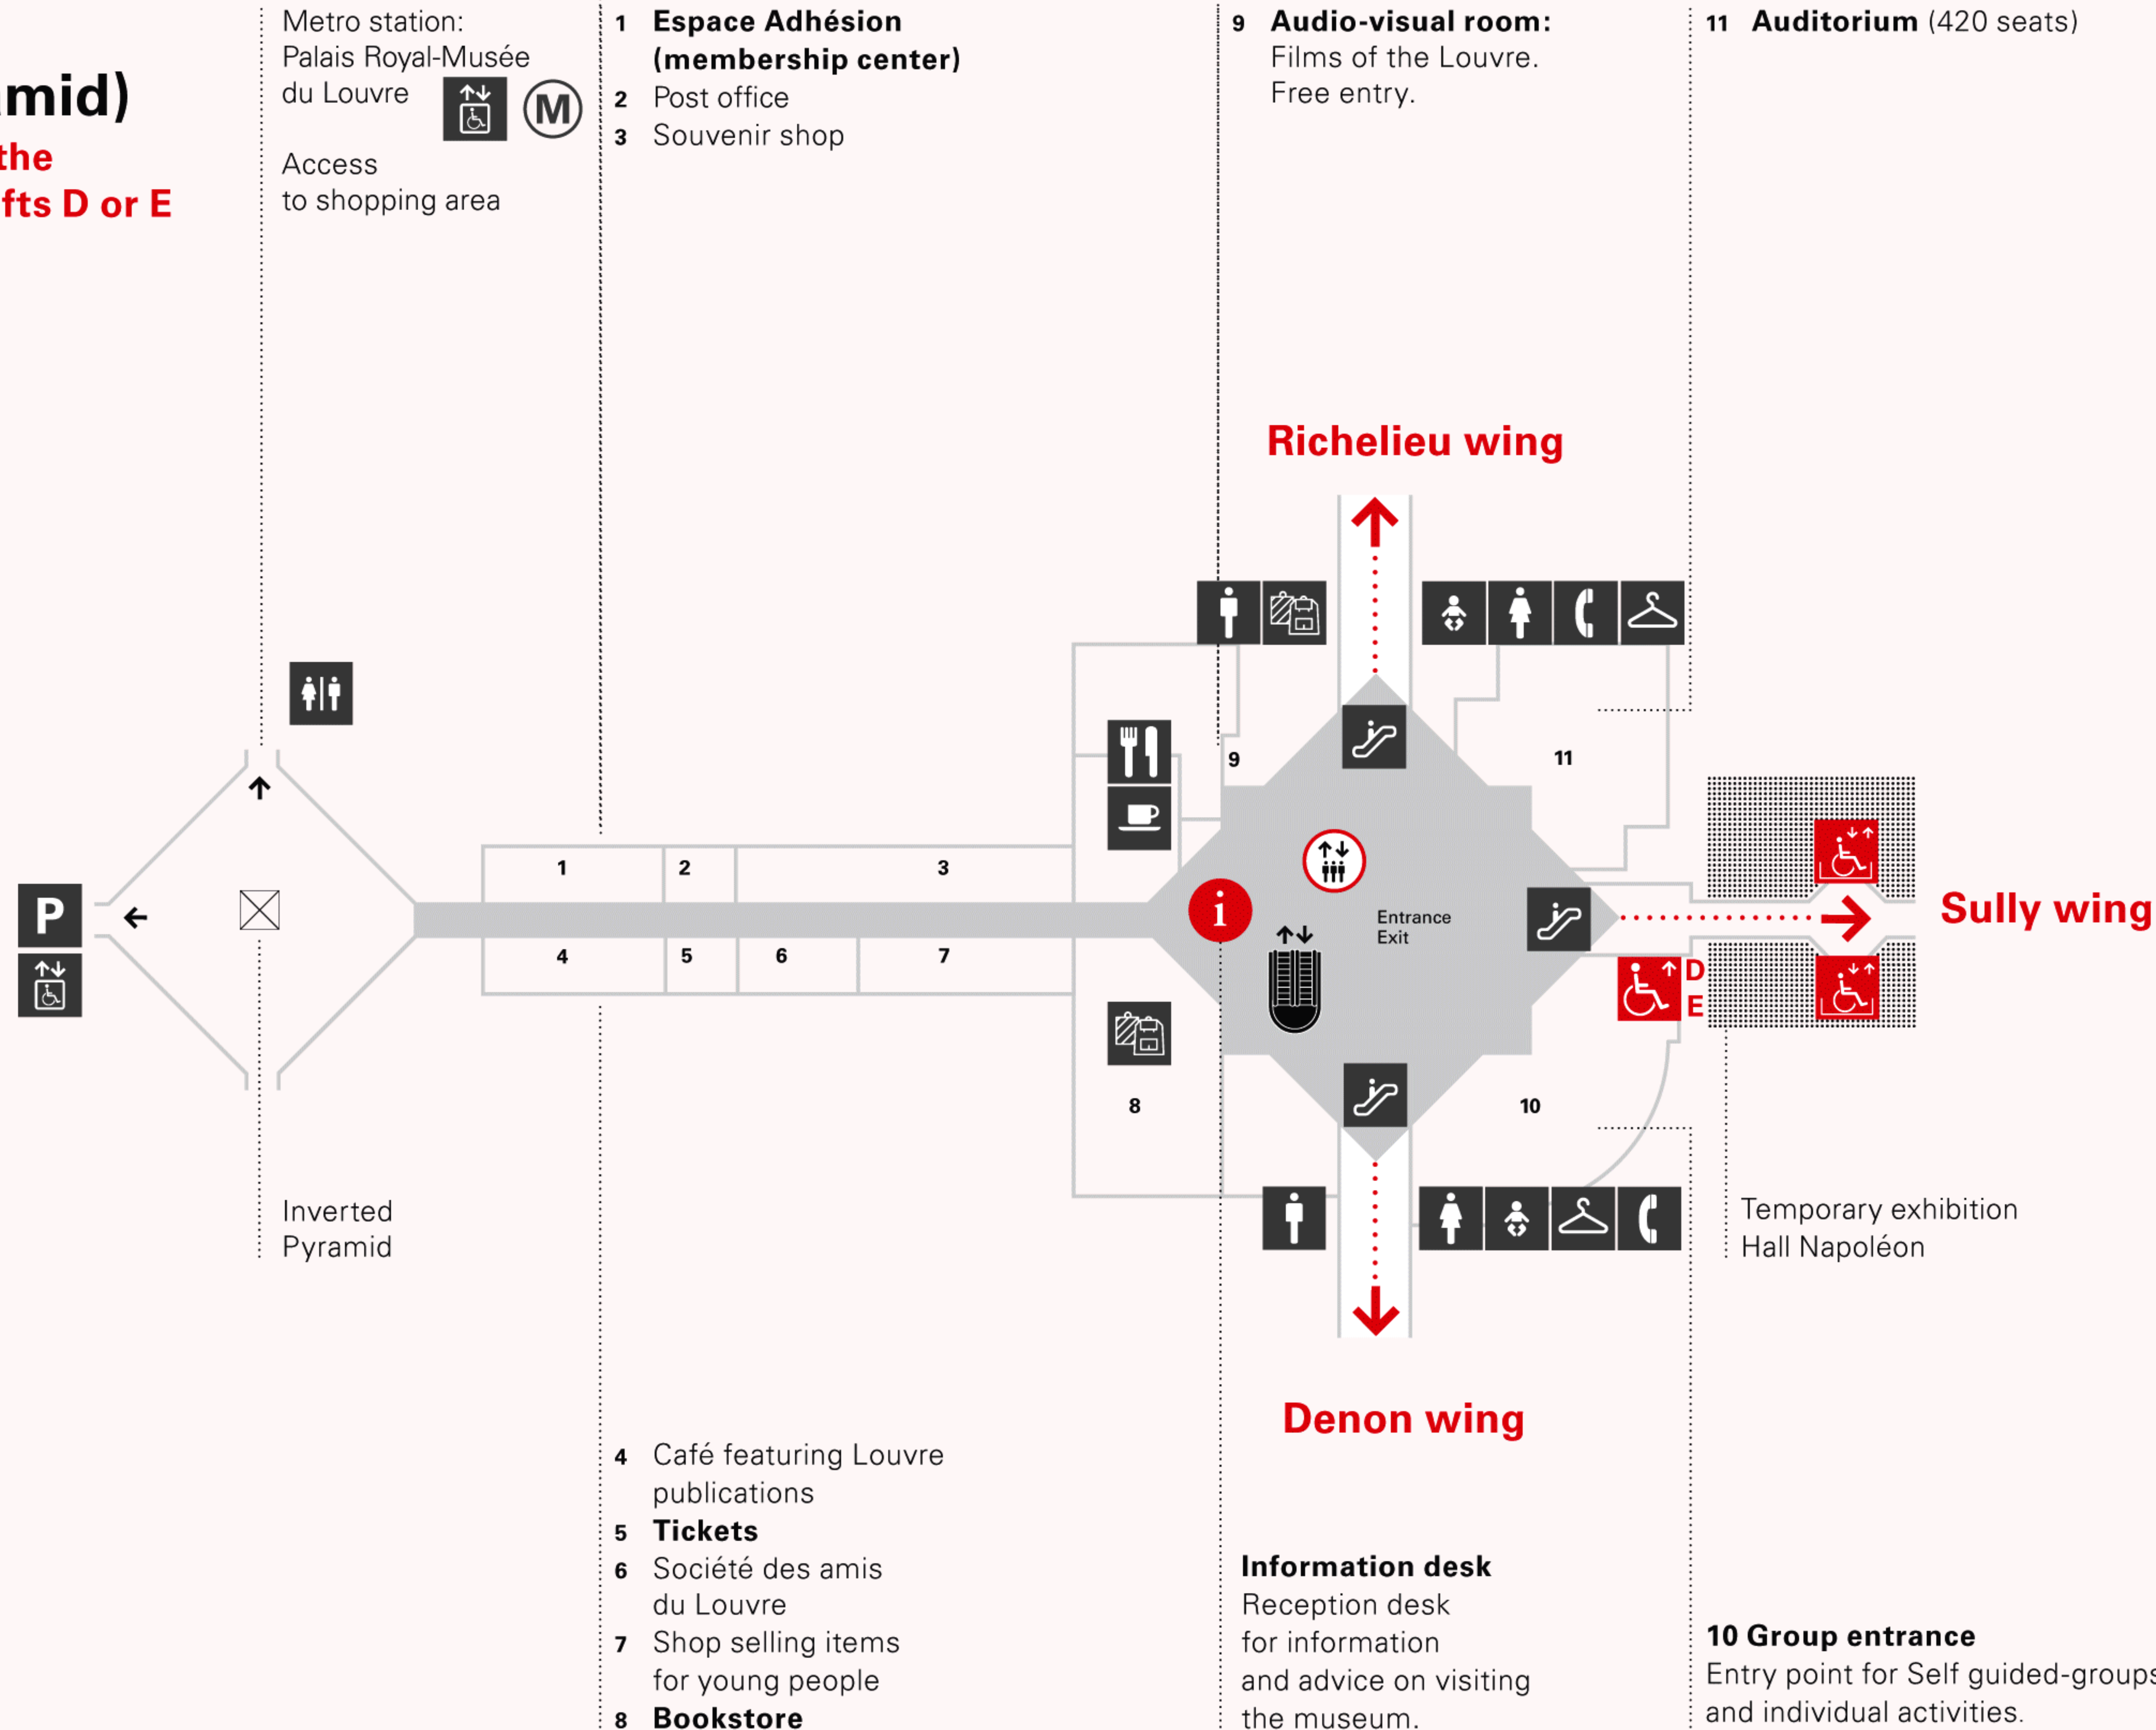 amid)
the
fts D or E
Metro station:
Palais Royal-Musée
du Louvre
M
Access
to shopping area
1 Espace Adhésion
(membership center)
2 Post office
3 Souvenir shop
9 Audio-visual room:
Films of the Louvre.
Free entry.
11 Auditorium (420 seats)
Richelieu wing
9
11
1
2
3
P
i
Entrance
Exit
Sully wing
4
5
6
7
D
E
8
10
Inverted
Pyramid
Temporary exhibition
Hall Napoléon
Denon wing
4 Café featuring Louvre
publications
5 Tickets
6 Société des amis
du Louvre
7 Shop selling items
for young people
8 Bookstore
Information desk
Reception desk
for information
and advice on visiting
the museum.
10 Group entrance
Entry point for Self guided-groups
and individual activities.